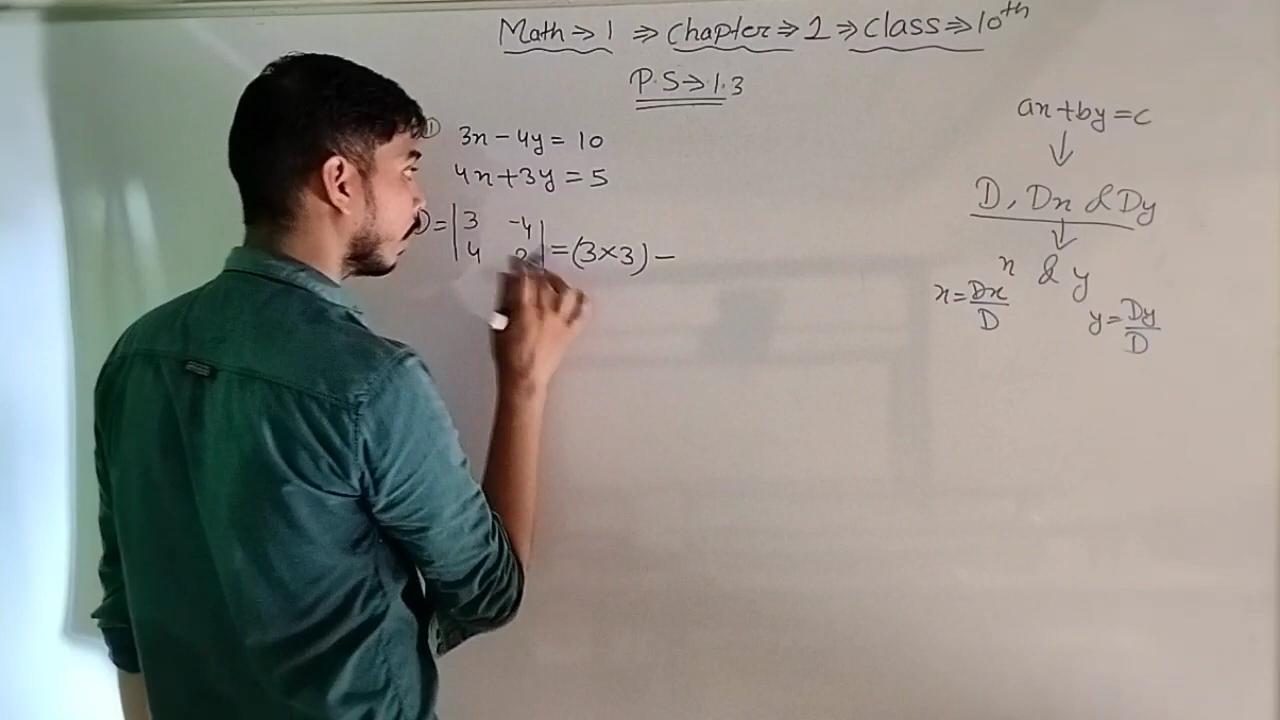 Math → 1 ⇒ Chapter ⇒ 1 ⇒ Class ⇒ 10th
P.S → 1.3
① 3x - 4y = 10
4x + 3y = 5
D = | 3 -4 |
| 4 | = (3×3) -
ax + by = c
↓
D, Dx & Dy
↓
x & y
x = Dx/D
y = Dy/D